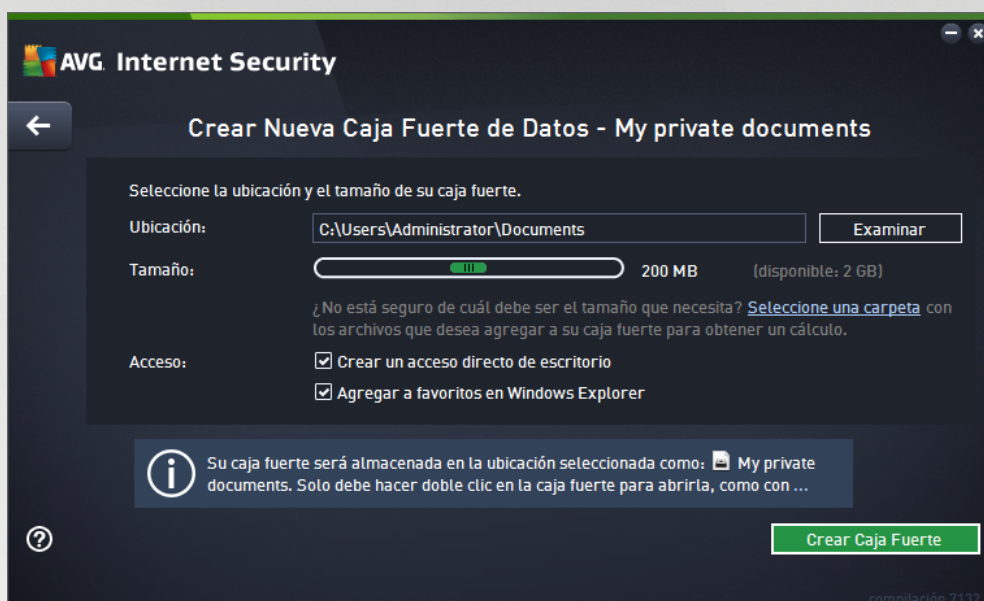 AVG. Internet Security
Crear Nueva Caja Fuerte de Datos - My private documents
Seleccione la ubicación y el tamaño de su caja fuerte.
Ubicación:
C:\Users\Administrator\Documents
Examinar
Tamaño:
200 MB
(disponible: 2 GB)
¿No está seguro de cuál debe ser el tamaño que necesita? Seleccione una carpeta con
los archivos que desea agregar a su caja fuerte para obtener un cálculo.
Acceso:
Crear un acceso directo de escritorio
Agregar a favoritos en Windows Explorer
Su caja fuerte será almacenada en la ubicación seleccionada como: My private
documents. Solo debe hacer doble clic en la caja fuerte para abrirla, como con ...
Crear Caja Fuerte
compilación 7132